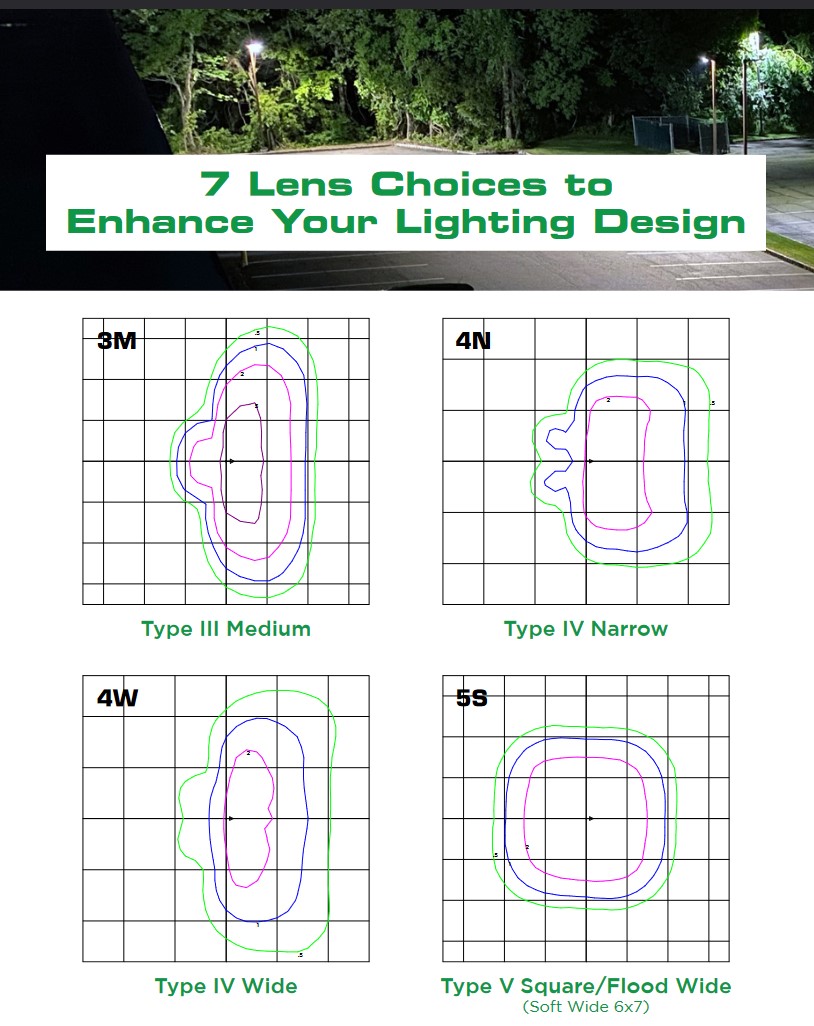 7 Lens Choices to
Enhance Your Lighting Design
3M
.5
1
2
5
Type III Medium
4N
2
1
.5
Type IV Narrow
4W
2
1
.5
Type IV Wide
5S
.5
2
Type V Square/Flood Wide
(Soft Wide 6x7)